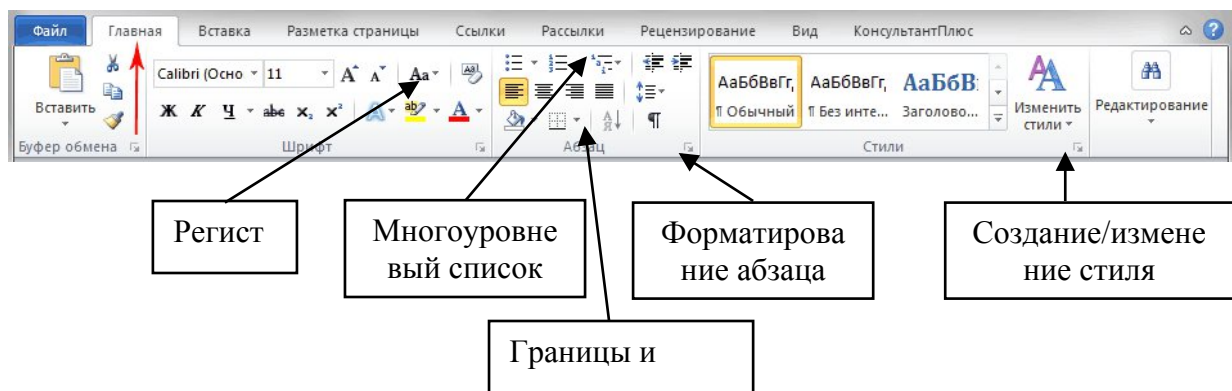 Файл Главная Вставка Разметка страницы Ссылки Рассылки Рецензирование Вид КонсультантПлюс
Calibri (Осно 11 A A Aa
Вставить
Ж К Ч abc x₂ x² A ab A
АаБбВвГг, АаБбВвГг, АаБбВ
¶ Обычный ¶ Без инте... Заголово...
Изменить
стили
Редактирование
Буфер обмена Шрифт Абзац Стили
Регист
Многоуровне
вый список
Форматирова
ние абзаца
Создание/измене
ние стиля
Границы и